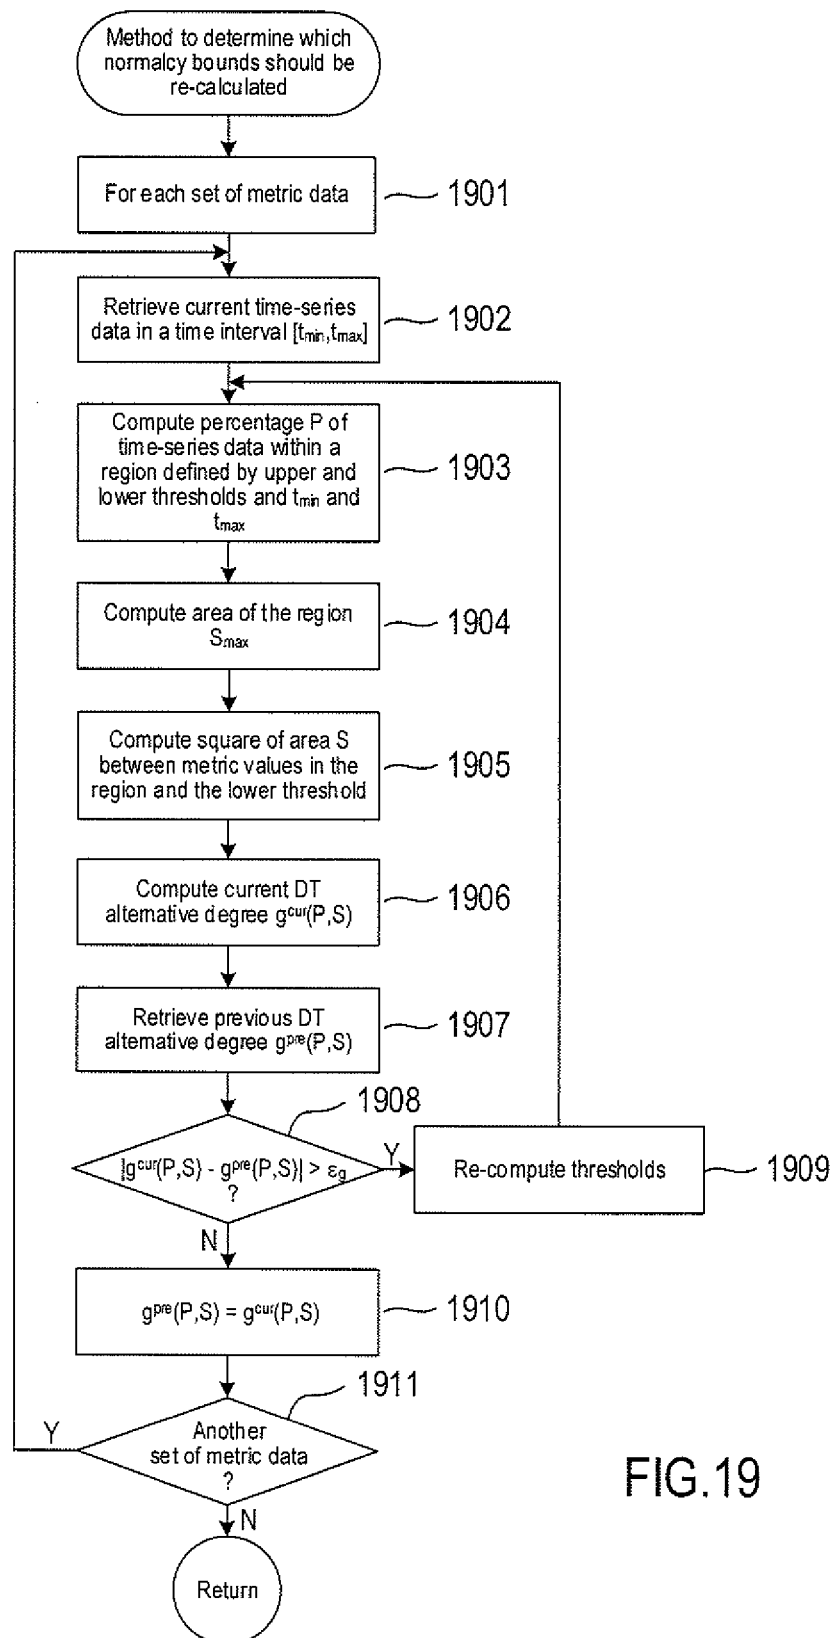 Method to determine which
normalcy bounds should be
re-calculated
For each set of metric data
1901
Retrieve current time-series
data in a time interval [tmin,tmax]
1902
Compute percentage P of
time-series data within a
region defined by upper and
lower thresholds and tmin and
tmax
1903
Compute area of the region
Smax
1904
Compute square of area S
between metric values in the
region and the lower threshold
1905
Compute current DT
alternative degree gcur(P,S)
1906
Retrieve previous DT
alternative degree gpre(P,S)
1907
1908
|gcur(P,S) - gpre(P,S)| > εg
?
Y
Re-compute thresholds
1909
N
gpre(P,S) = gcur(P,S)
1910
1911
Y
Another
set of metric data
?
N
Return
FIG.19